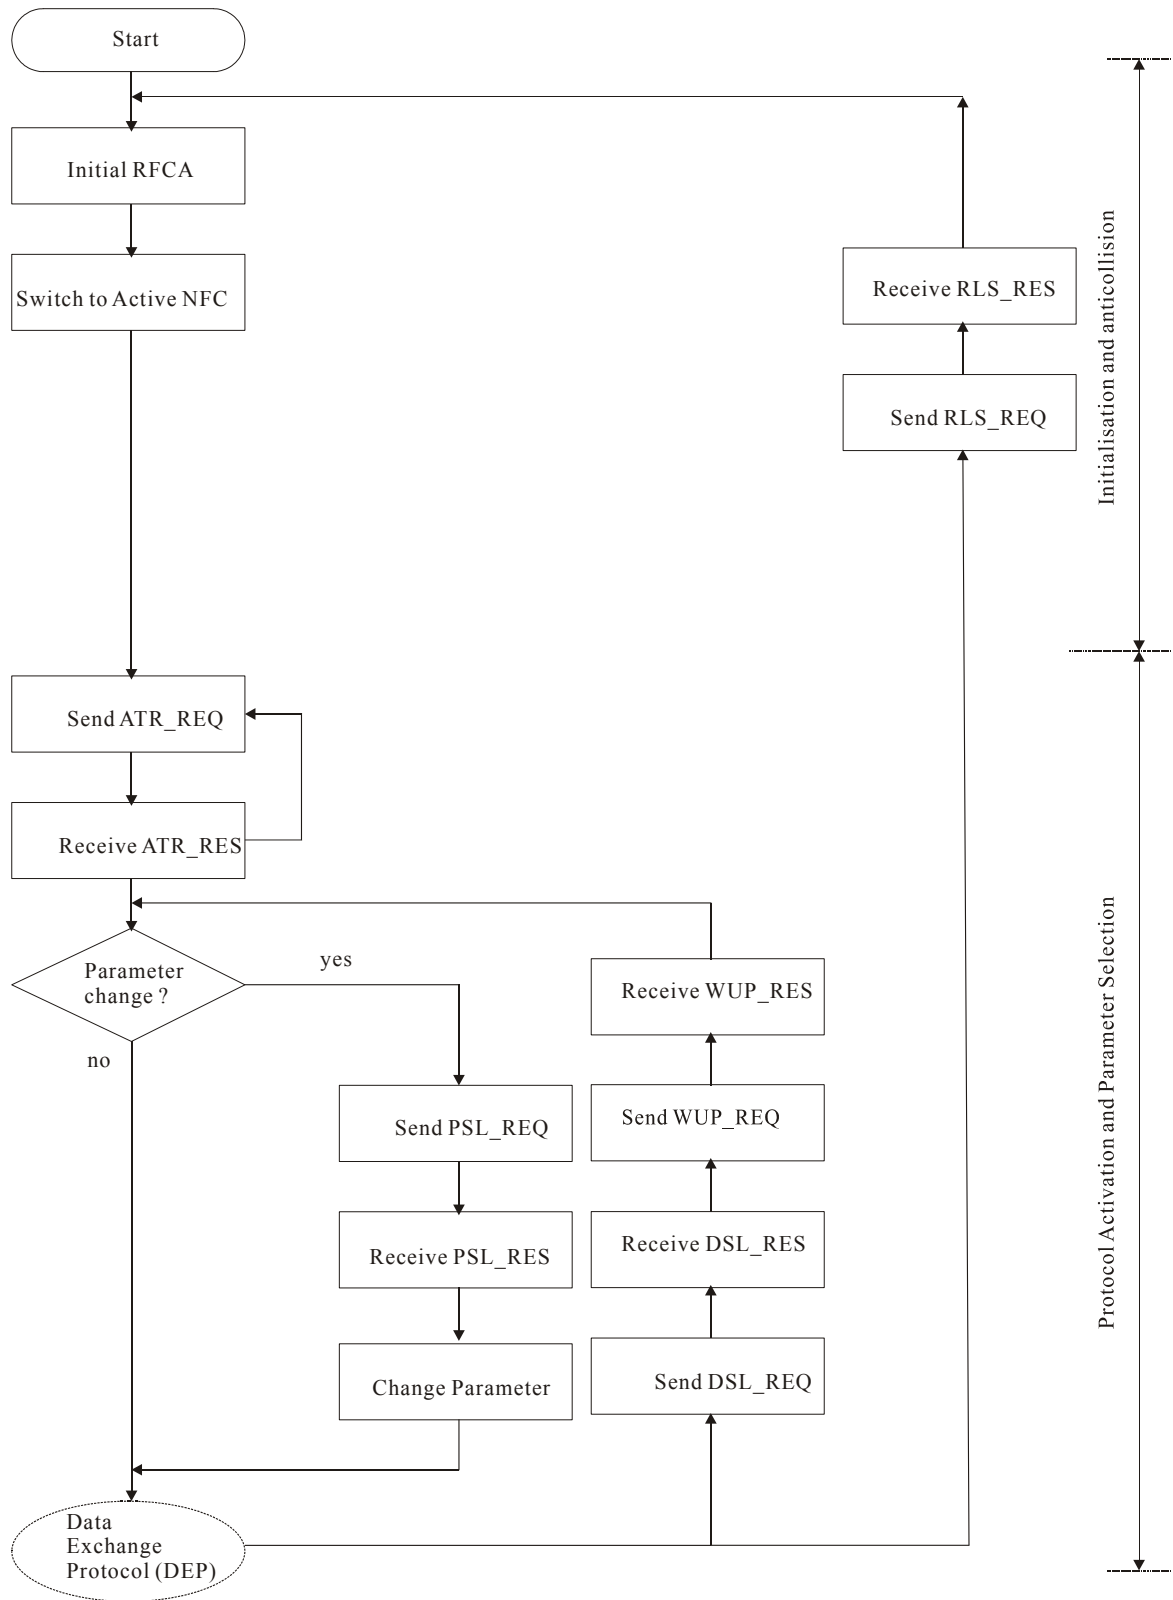 Start
Initial RFCA
Switch to Active NFC
Receive RLS_RES
Send RLS_REQ
Initialisation and anticollision
Send ATR_REQ
Receive ATR_RES
Parameter
change ?
yes
no
Send PSL_REQ
Receive PSL_RES
Change Parameter
Receive WUP_RES
Send WUP_REQ
Receive DSL_RES
Send DSL_REQ
Data
Exchange
Protocol (DEP)
Protocol Activation and Parameter Selection